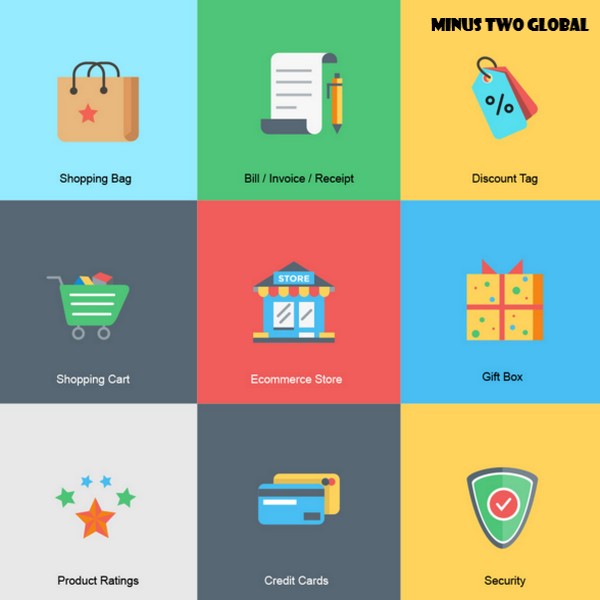 MINUS TWO GLOBAL
Shopping Bag
Bill / Invoice / Receipt
%
Discount Tag
Shopping Cart
STORE
Ecommerce Store
Gift Box
Product Ratings
Credit Cards
Security